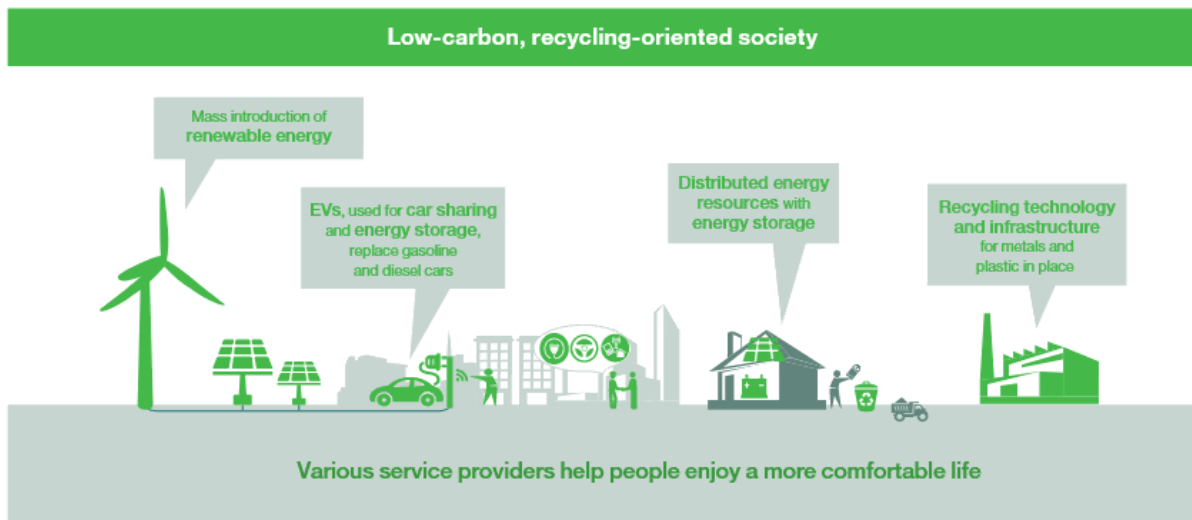 Low-carbon, recycling-oriented society
Mass introduction of
renewable energy
EVs, used for car sharing
and energy storage,
replace gasoline
and diesel cars
Distributed energy
resources with
energy storage
Recycling technology
and infrastructure
for metals and
plastic in place
Various service providers help people enjoy a more comfortable life